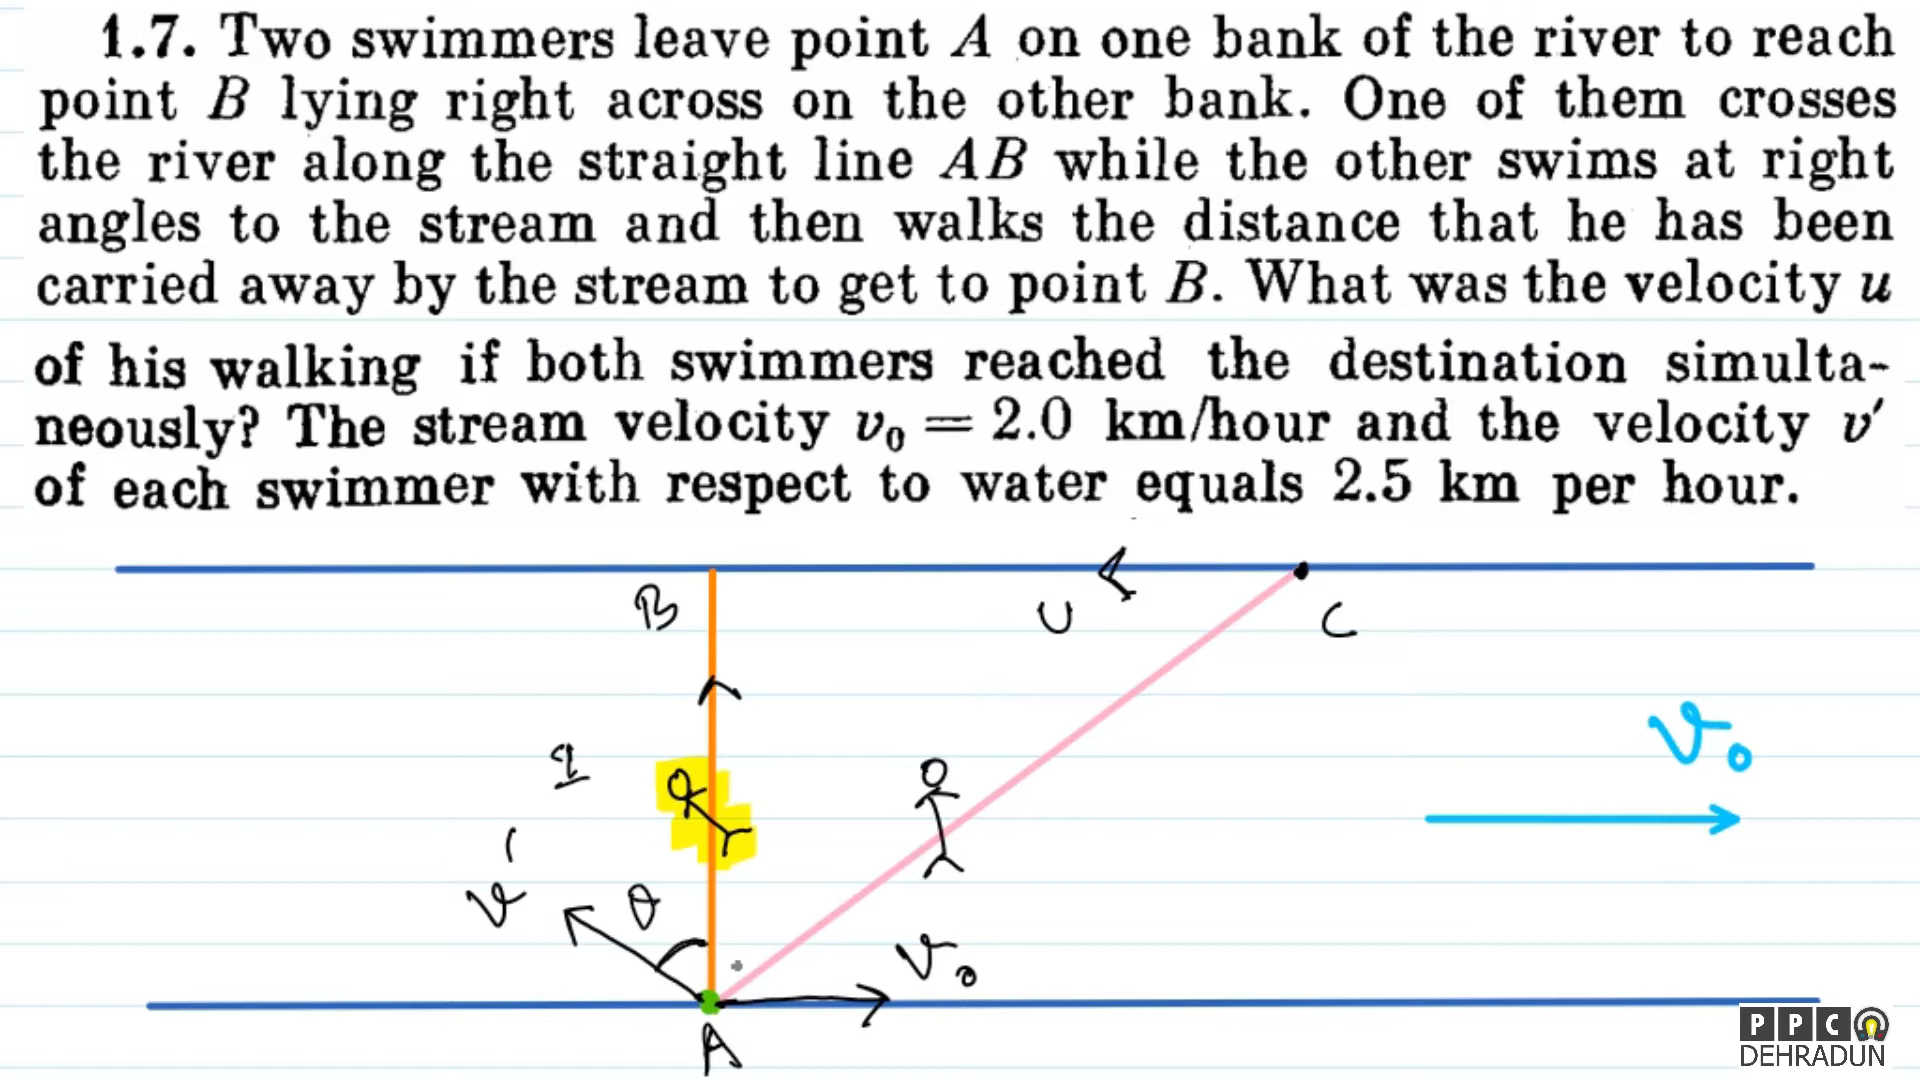 1.7. Two swimmers leave point A on one bank of the river to reach
point B lying right across on the other bank. One of them crosses
the river along the straight line AB while the other swims at right
angles to the stream and then walks the distance that he has been
carried away by the stream to get to point B. What was the velocity u
of his walking if both swimmers reached the destination simulta-
neously? The stream velocity v₀ = 2.0 km/hour and the velocity v′
of each swimmer with respect to water equals 2.5 km per hour.
B
U
C
v₀
v′
θ
v₀
A
PPC
DEHRADUN